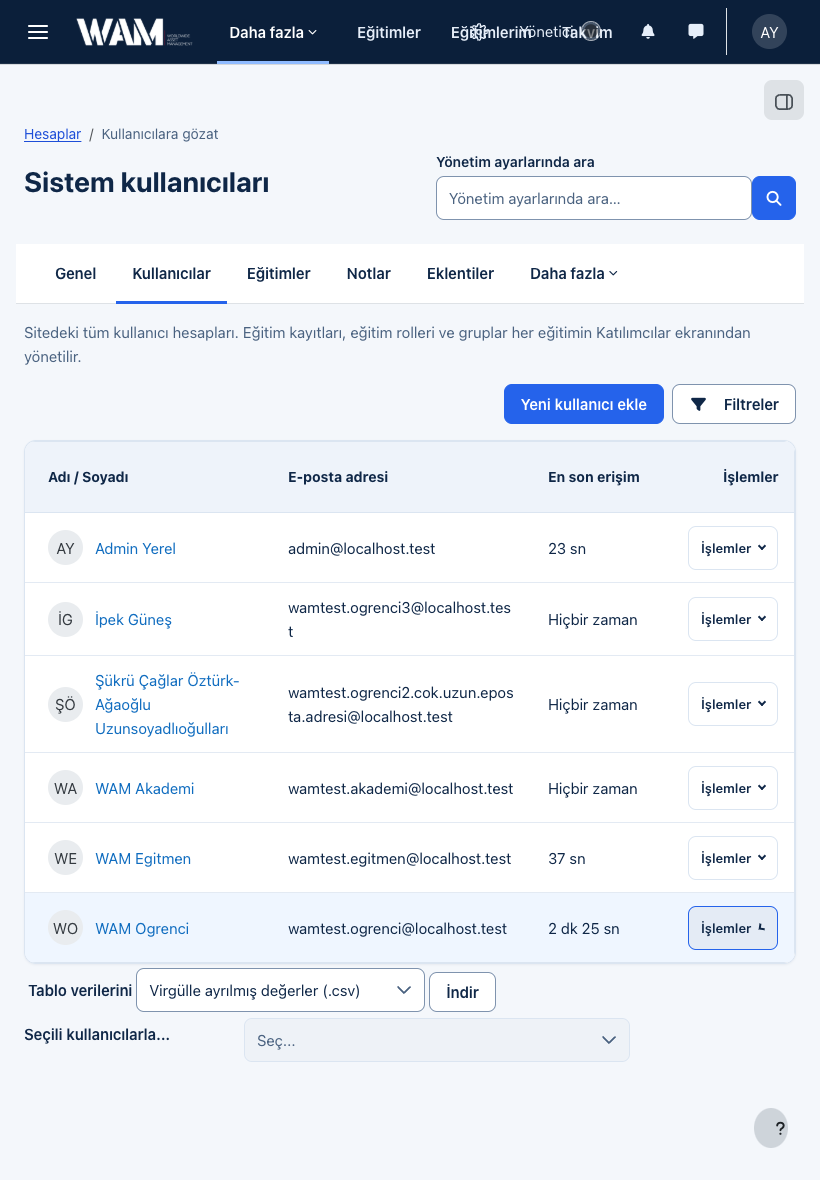 WAM WORLDWIDE ASSET MANAGEMENT
Daha fazla
Eğitimler
Eğitimlerim
Yönetici
Takvim
AY
Hesaplar / Kullanıcılara gözat
Sistem kullanıcıları
Yönetim ayarlarında ara
Yönetim ayarlarında ara...
Genel Kullanıcılar Eğitimler Notlar Eklentiler Daha fazla
Sitedeki tüm kullanıcı hesapları. Eğitim kayıtları, eğitim rolleri ve gruplar her eğitimin Katılımcılar ekranından
yönetilir.
Yeni kullanıcı ekle Filtreler
Adı / Soyadı E-posta adresi En son erişim İşlemler
AY Admin Yerel admin@localhost.test 23 sn İşlemler
İG İpek Güneş wamtest.ogrenci3@localhost.tes
t Hiçbir zaman İşlemler
ŞÖ Şükrü Çağlar Öztürk-
Ağaoğlu
Uzunsoyadlıoğulları wamtest.ogrenci2.cok.uzun.epos
ta.adresi@localhost.test Hiçbir zaman İşlemler
WA WAM Akademi wamtest.akademi@localhost.test Hiçbir zaman İşlemler
WE WAM Egitmen wamtest.egitmen@localhost.test 37 sn İşlemler
WO WAM Ogrenci wamtest.ogrenci@localhost.test 2 dk 25 sn İşlemler
Tablo verilerini Virgülle ayrılmış değerler (.csv) İndir
Seçili kullanıcılarla... Seç...
?